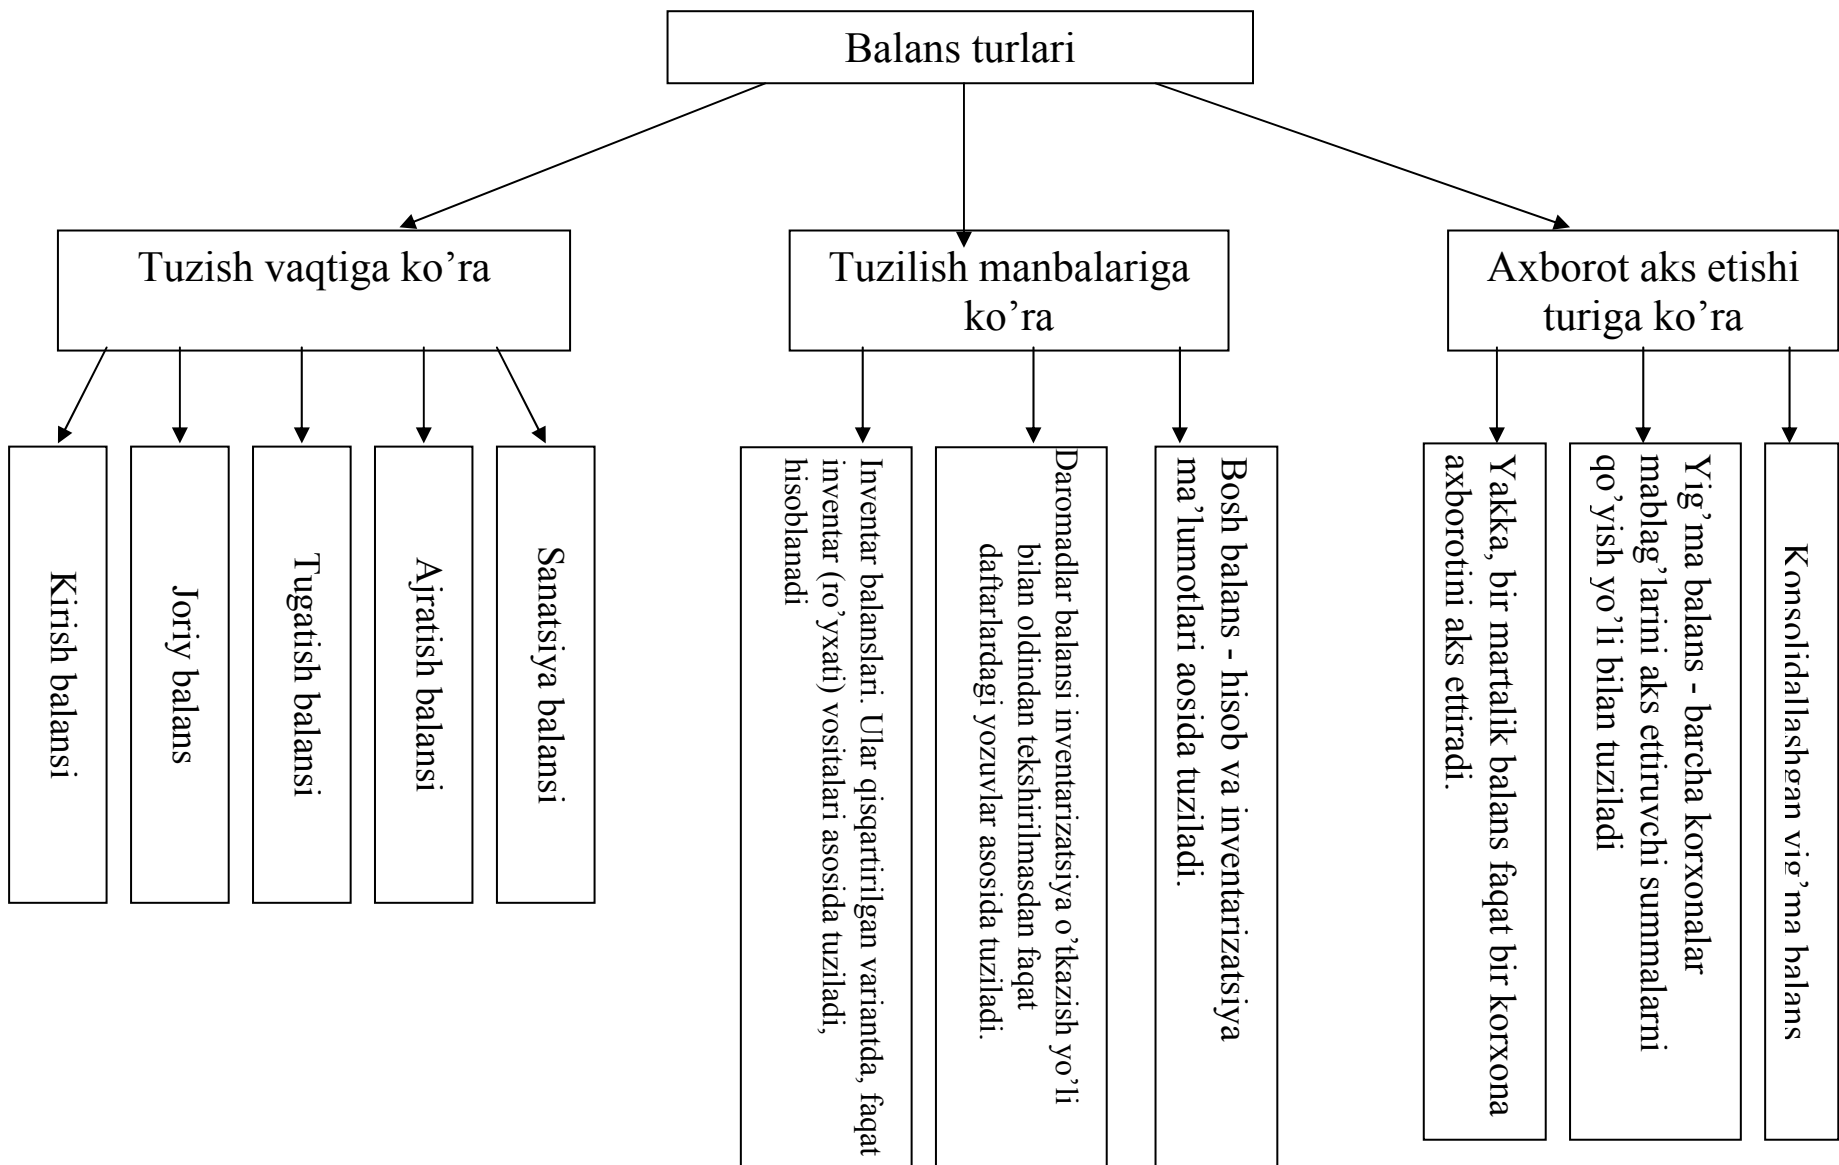 Balans turlari
Tuzish vaqtiga ko’ra
Tuzilish manbalariga
ko’ra
Axborot aks etishi
turiga ko’ra
Kirish balansi
Joriy balans
Tugatish balansi
Ajratish balansi
Sanatsiya balansi
Inventar balanslari. Ular qisqartirilgan variantda, faqat
inventar (ro’yxati) vositalari asosida tuziladi,
hisoblanadi
Daromadlar balansi inventarizatsiya o’tkazish yo’li
bilan oldindan tekshirilmasdan faqat
daftarlardagi yozuvlar asosida tuziladi.
Bosh balans - hisob va inventarizatsiya
ma’lumotlari aosida tuziladi.
Yakka, bir martalik balans faqat bir korxona
axborotini aks ettiradi.
Yig’ma balans - barcha korxonalar
mablag’larini aks ettiruvchi summalarni
qo’yish yo’li bilan tuziladi
Konsolidallashgan yig’ma balans